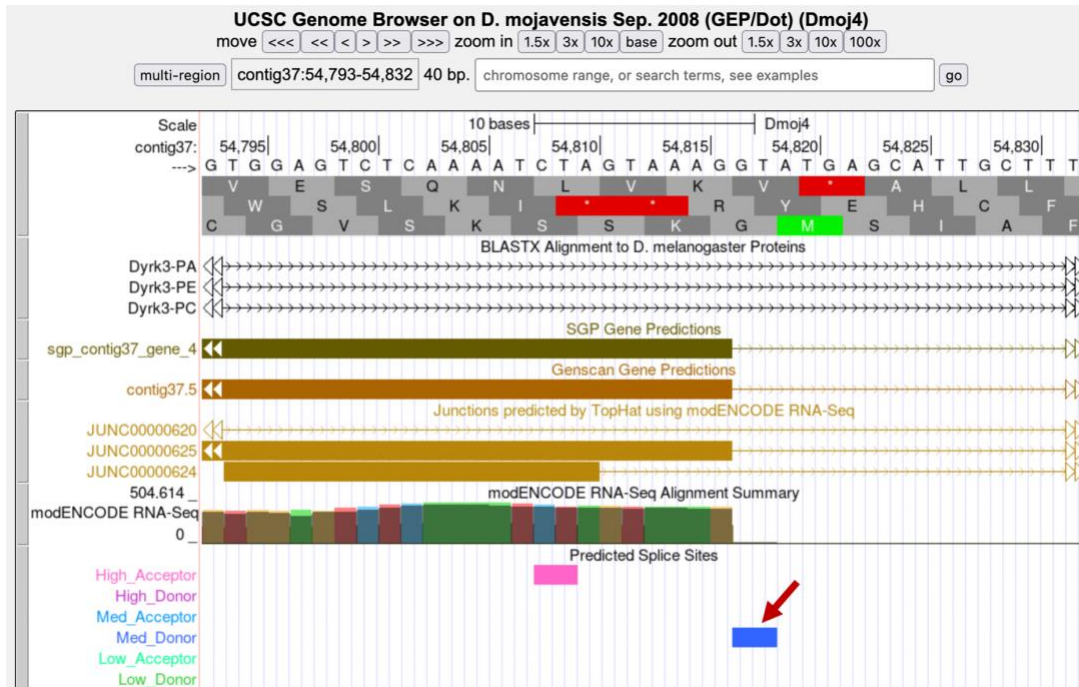 UCSC Genome Browser on D. mojavensis Sep. 2008 (GEP/Dot) (Dmoj4)
move <<< << < > >> >>> zoom in 1.5x 3x 10x base zoom out 1.5x 3x 10x 100x
multi-region contig37:54,793-54,832 40 bp. chromosome range, or search terms, see examples go
Scale 10 bases Dmoj4
contig37: 54,795 54,800 54,805 54,810 54,815 54,820 54,825 54,830
---> G T G G A G T C T C A A A A T C T A G T A A A G G T A T G A G C A T T G C T T T
V E S Q N L V K V * A L L T
W S L K I * * R Y E H C F
C G V S K S S K G M S I A F
BLASTX Alignment to D. melanogaster Proteins
Dyrk3-PA
Dyrk3-PE
Dyrk3-PC
SGP Gene Predictions
sgp_contig37_gene_4
Genscan Gene Predictions
contig37.5
Junctions predicted by TopHat using modENCODE RNA-Seq
JUNC00000620
JUNC00000625
JUNC00000624
504.614 _ modENCODE RNA-Seq Alignment Summary
modENCODE RNA-Seq
0 _
Predicted Splice Sites
High_Acceptor
High_Donor
Med_Acceptor
Med_Donor
Low_Acceptor
Low_Donor